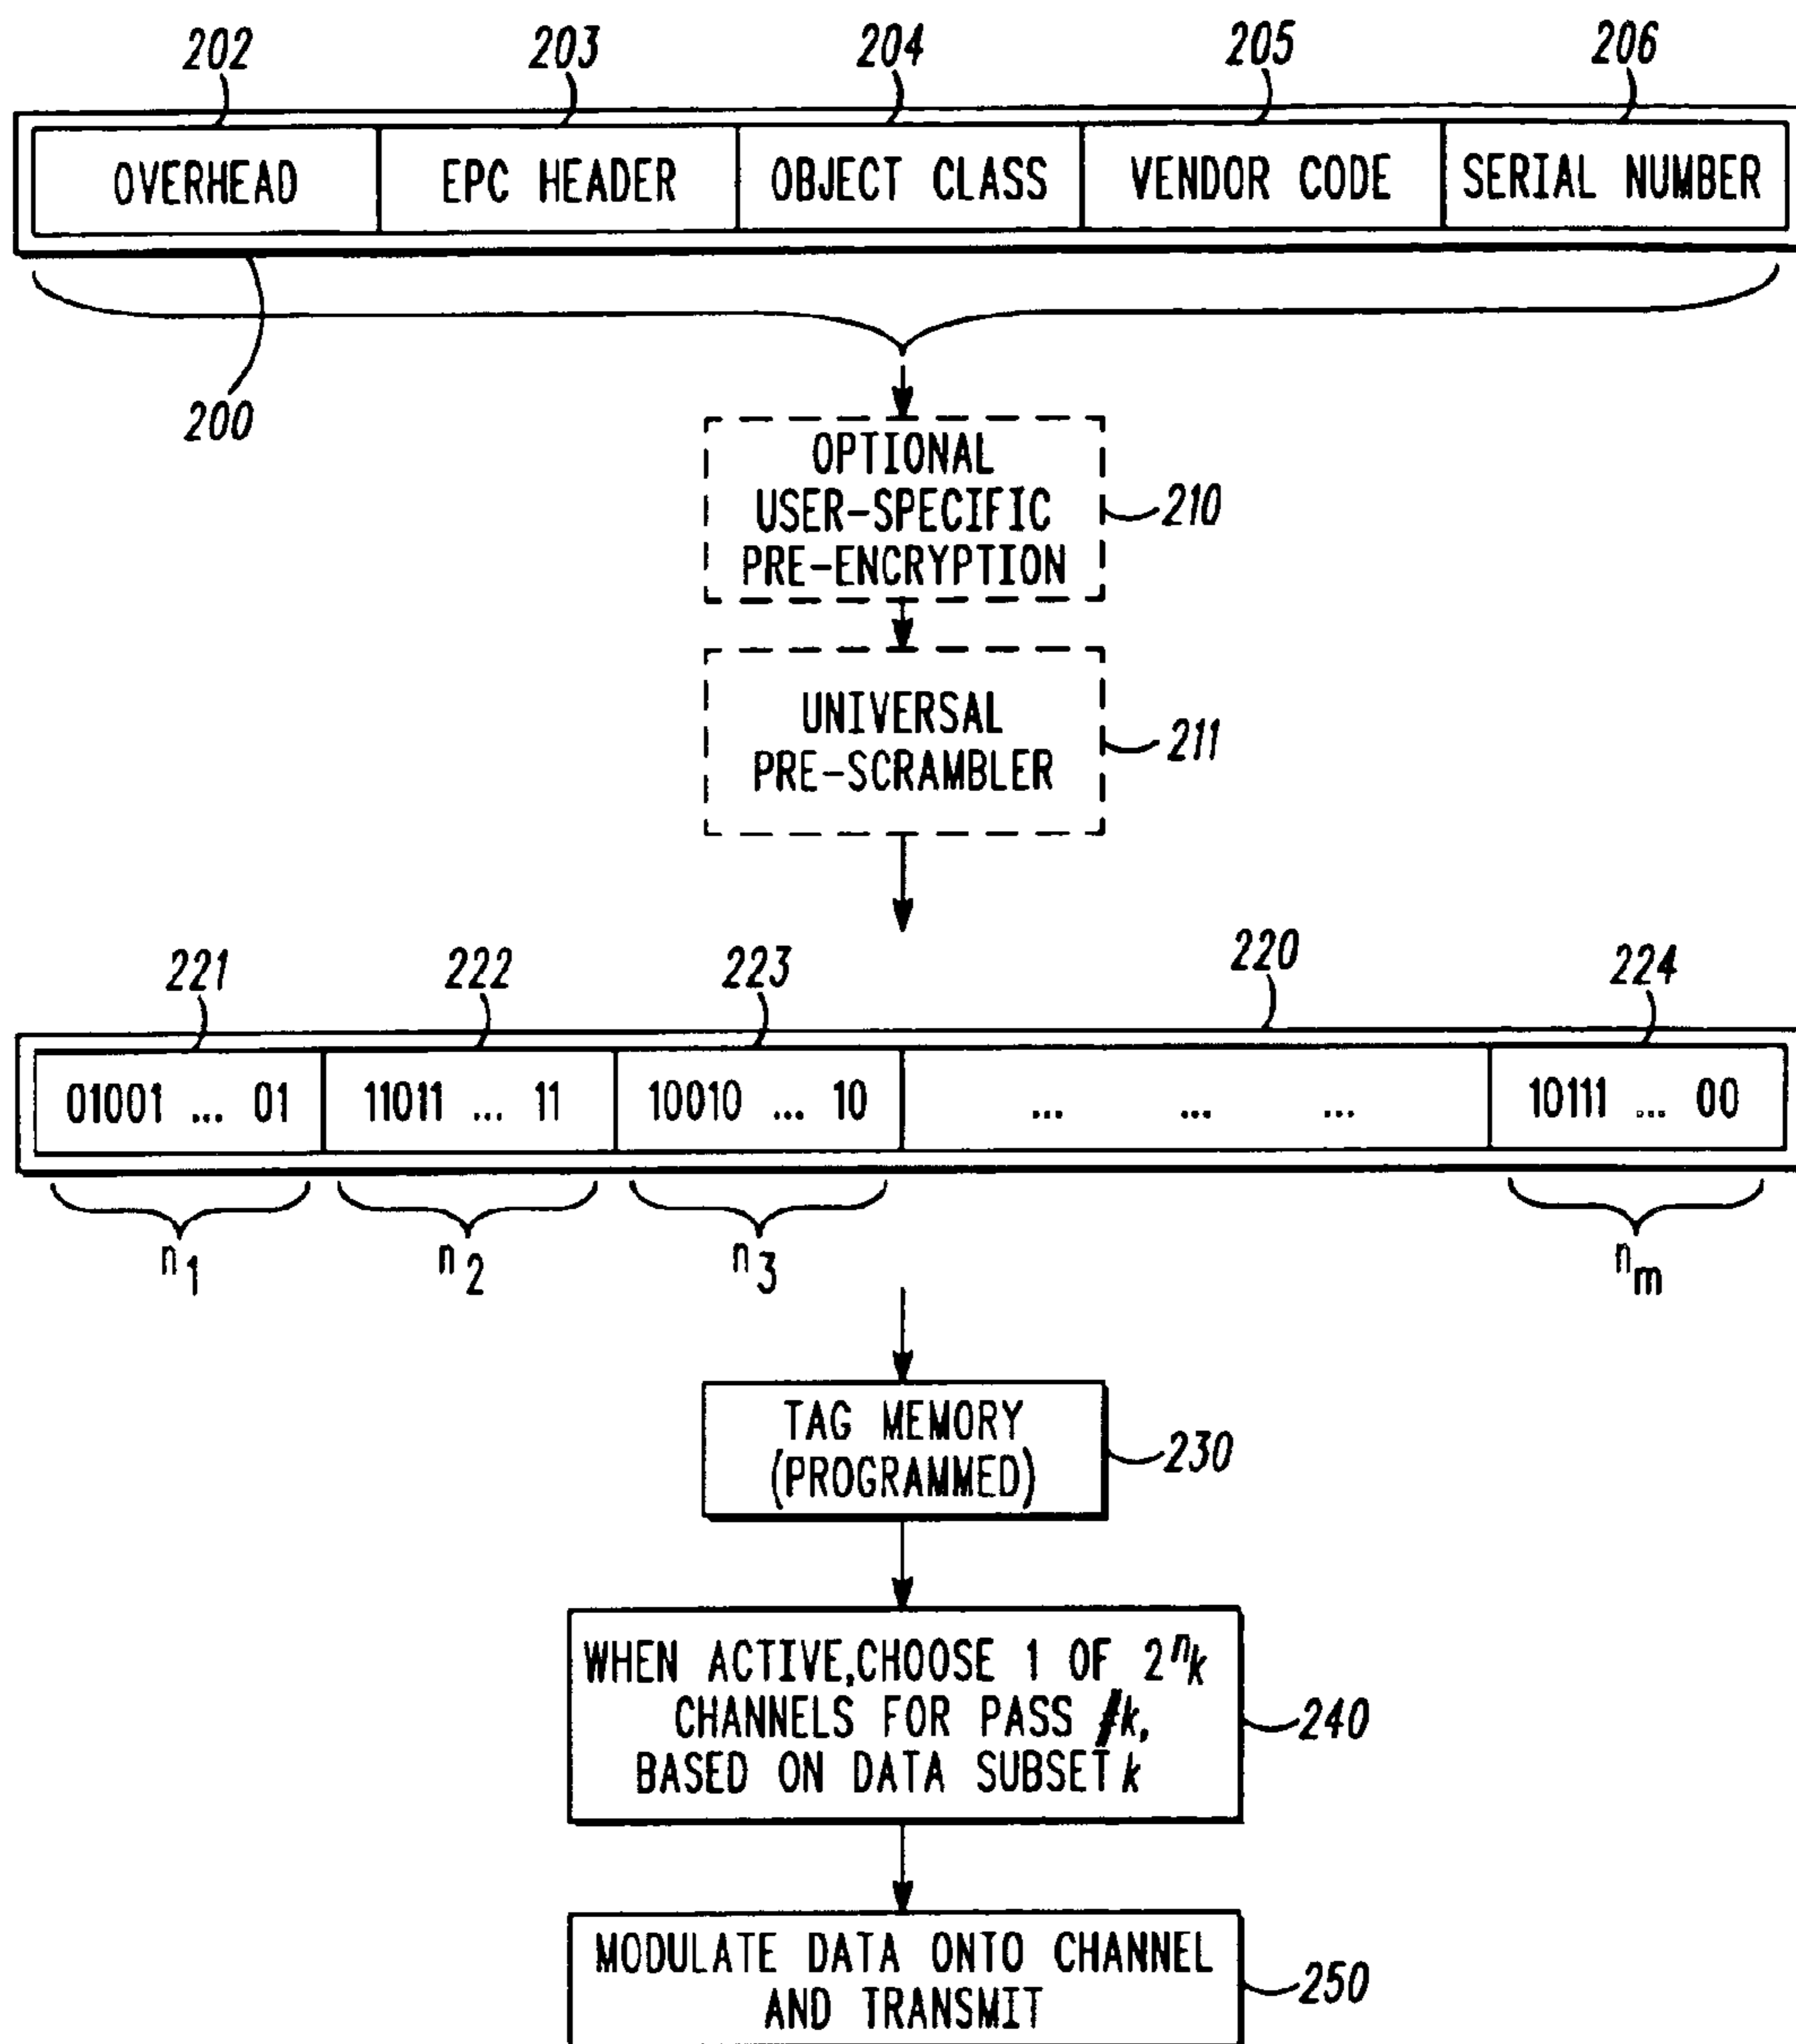 202 203 204 205 206
OVERHEAD EPC HEADER OBJECT CLASS VENDOR CODE SERIAL NUMBER
200
OPTIONAL
USER-SPECIFIC
PRE-ENCRYPTION
210
UNIVERSAL
PRE-SCRAMBLER
211
221 222 223 220 224
01001 ... 01 11011 ... 11 10010 ... 10 ... ... ... 10111 ... 00
n1 n2 n3 nm
TAG MEMORY
(PROGRAMMED)
230
WHEN ACTIVE,CHOOSE 1 OF 2^nk
CHANNELS FOR PASS #k,
BASED ON DATA SUBSET k
240
MODULATE DATA ONTO CHANNEL
AND TRANSMIT
250